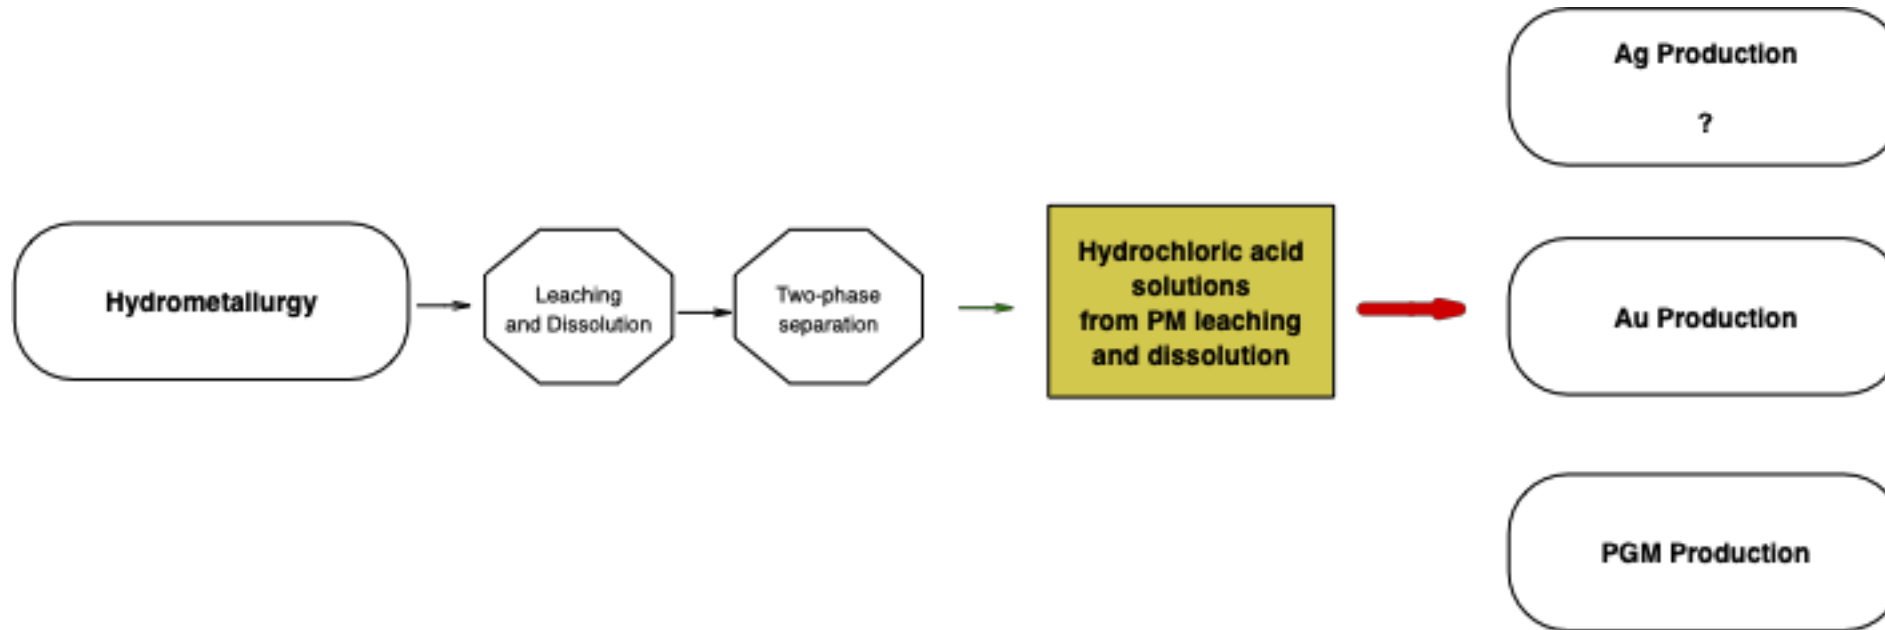 Hydrometallurgy
Leaching
and Dissolution
Two-phase
separation
Hydrochloric acid
solutions
from PM leaching
and dissolution
Ag Production
?
Au Production
PGM Production